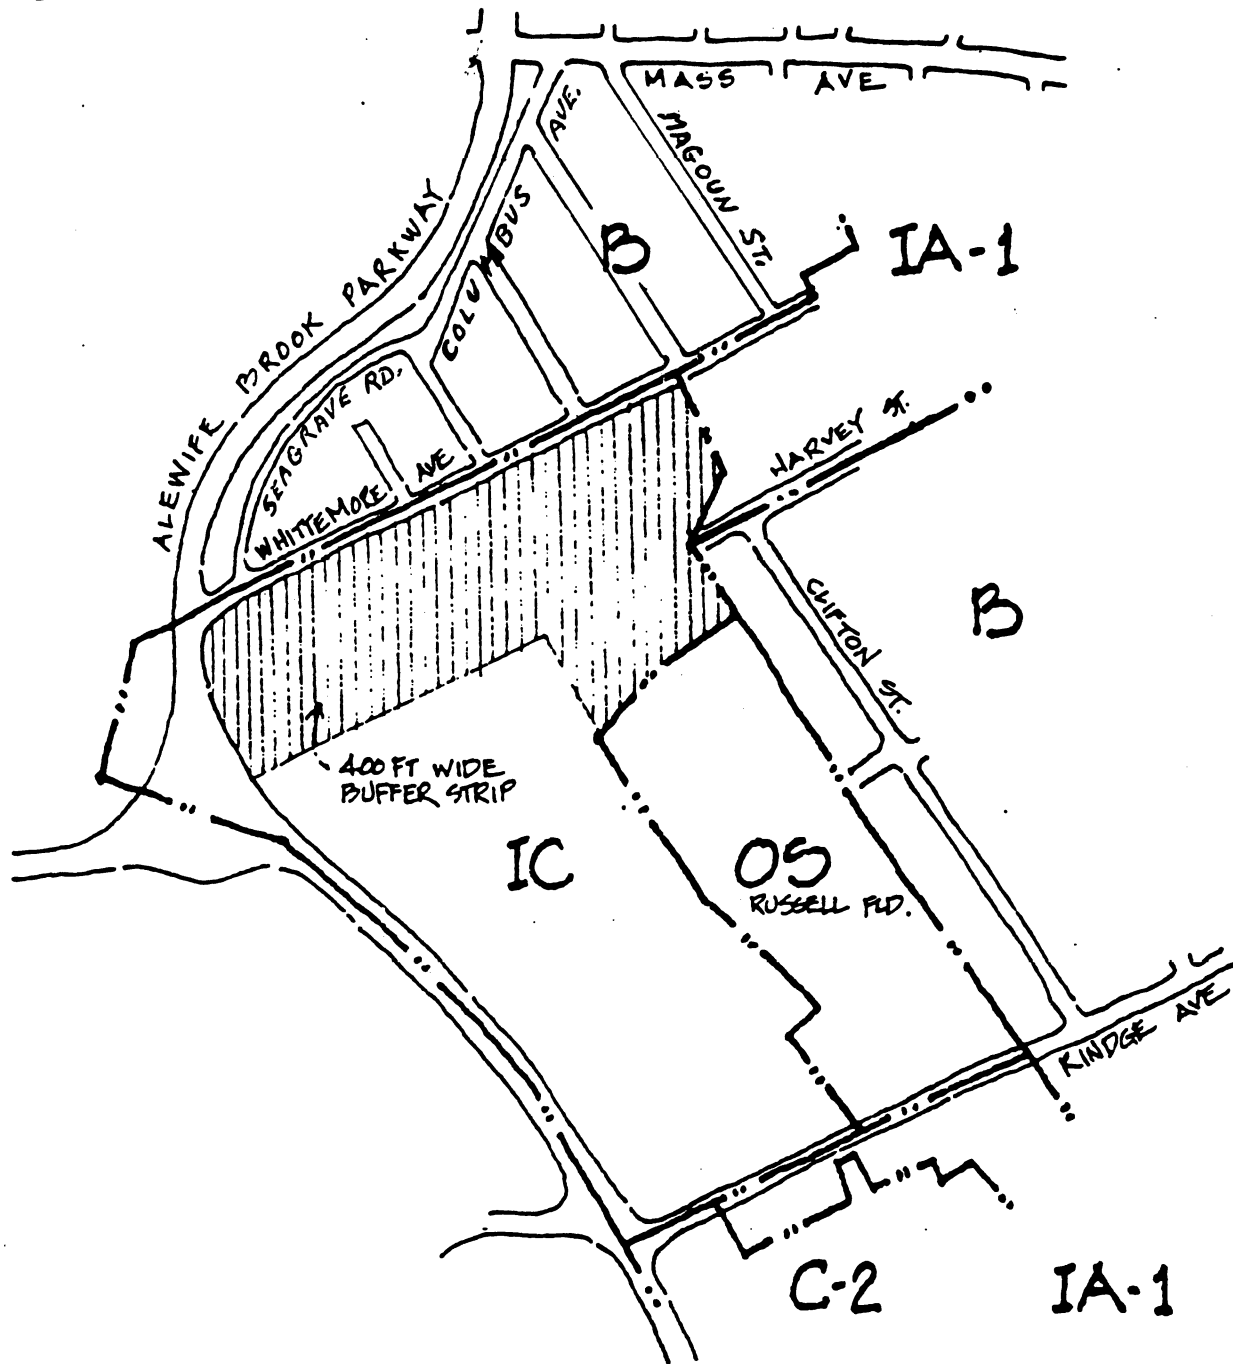 MASS AVE
COLUMBUS AVE.
MAGOUN ST.
B
IA-1
ALEWIFE BROOK PARKWAY
SEAGRAVE RD.
HARVEY ST.
WHITTEMORE AVE
CLIFTON ST.
B
400 FT WIDE
BUFFER STRIP
IC
OS
RUSSELL FLD.
RINDGE AVE
C-2
IA-1